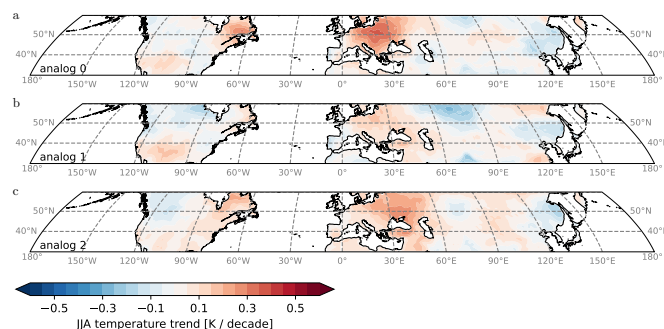 a
50°N 50°N
40°N 40°N
analog 0
180° 150°W 120°W 90°W 60°W 30°W 0° 30°E 60°E 90°E 120°E 150°E 180°
b
50°N 50°N
40°N 40°N
analog 1
180° 150°W 120°W 90°W 60°W 30°W 0° 30°E 60°E 90°E 120°E 150°E 180°
c
50°N 50°N
40°N 40°N
analog 2
180° 150°W 120°W 90°W 60°W 30°W 0° 30°E 60°E 90°E 120°E 150°E 180°
−0.5 −0.3 −0.1 0.1 0.3 0.5
JJA temperature trend [K / decade]